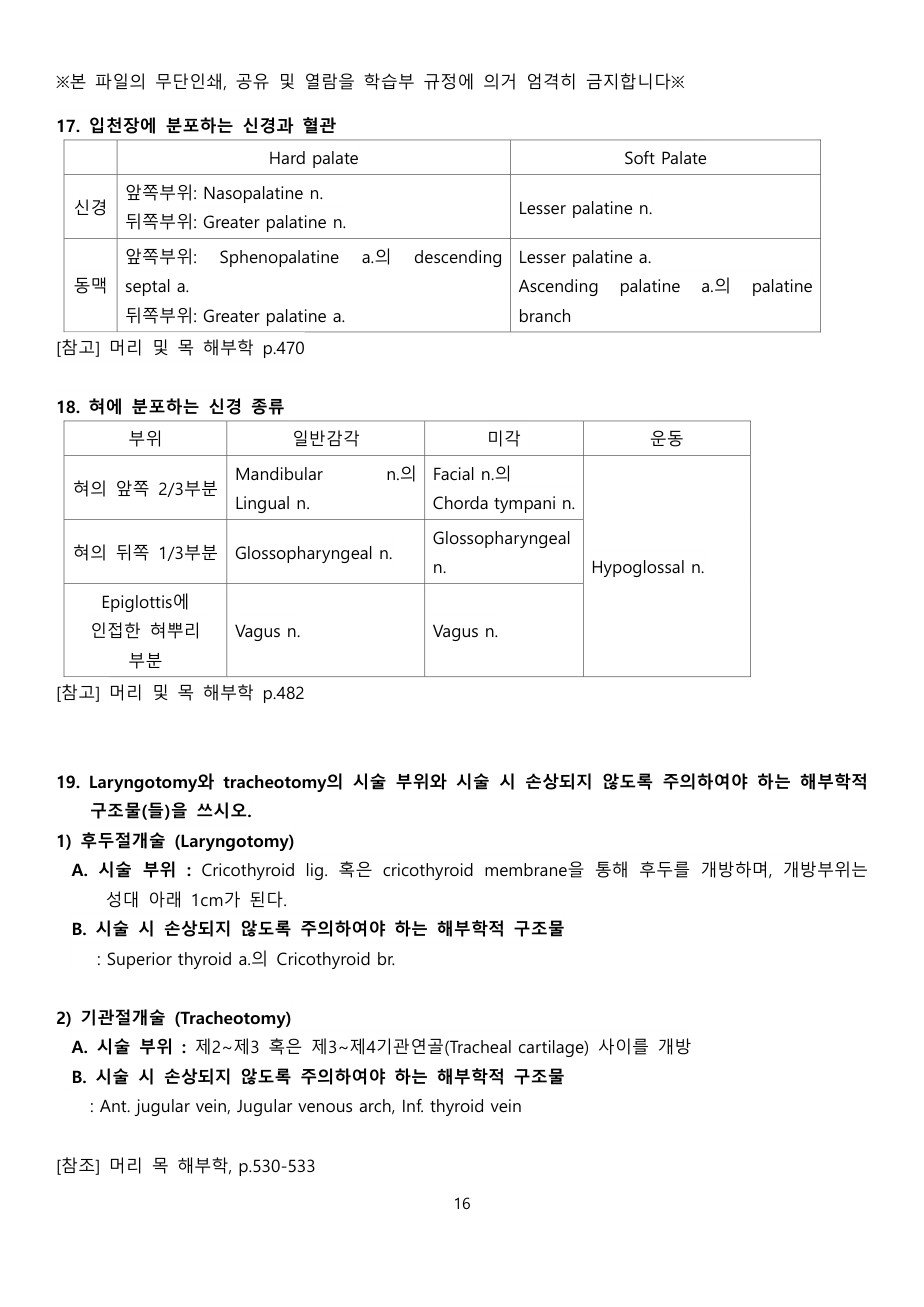 ※본 파일의 무단인쇄, 공유 및 열람을 학습부 규정에 의거 엄격히 금지합니다※
17. 입천장에 분포하는 신경과 혈관
Hard palate
Soft Palate
신경
앞쪽부위: Nasopalatine n.
뒤쪽부위: Greater palatine n.
Lesser palatine n.
동맥
앞쪽부위: Sphenopalatine a.의 descending
septal a.
뒤쪽부위: Greater palatine a.
Lesser palatine a.
Ascending palatine a.의 palatine
branch
[참고] 머리 및 목 해부학 p.470
18. 혀에 분포하는 신경 종류
부위
일반감각
미각
운동
혀의 앞쪽 2/3부분
Mandibular n.의
Lingual n.
Facial n.의
Chorda tympani n.
Hypoglossal n.
혀의 뒤쪽 1/3부분
Glossopharyngeal n.
Glossopharyngeal
n.
Epiglottis에
인접한 혀뿌리
부분
Vagus n.
Vagus n.
[참고] 머리 및 목 해부학 p.482
19. Laryngotomy와 tracheotomy의 시술 부위와 시술 시 손상되지 않도록 주의하여야 하는 해부학적
구조물(들)을 쓰시오.
1) 후두절개술 (Laryngotomy)
A. 시술 부위 : Cricothyroid lig. 혹은 cricothyroid membrane을 통해 후두를 개방하며, 개방부위는
성대 아래 1cm가 된다.
B. 시술 시 손상되지 않도록 주의하여야 하는 해부학적 구조물
: Superior thyroid a.의 Cricothyroid br.
2) 기관절개술 (Tracheotomy)
A. 시술 부위 : 제2~제3 혹은 제3~제4기관연골(Tracheal cartilage) 사이를 개방
B. 시술 시 손상되지 않도록 주의하여야 하는 해부학적 구조물
: Ant. jugular vein, Jugular venous arch, Inf. thyroid vein
[참조] 머리 목 해부학, p.530-533
16